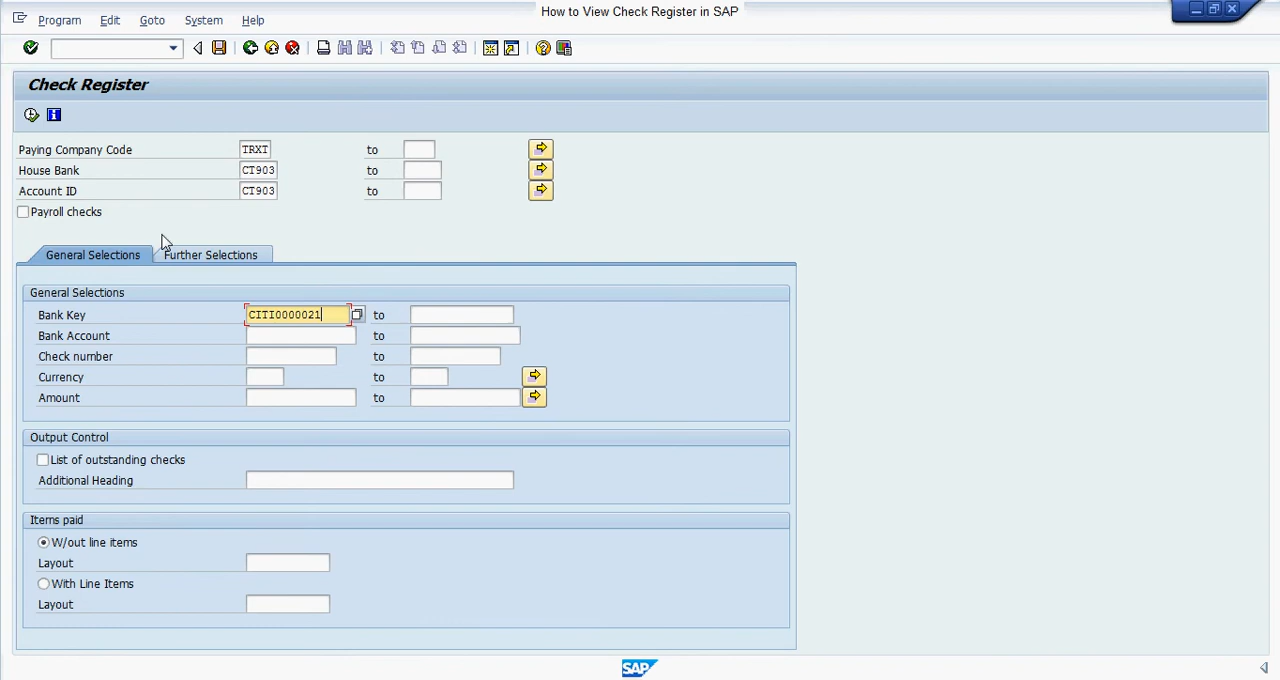 How to View Check Register in SAP
Program Edit Goto System Help
Check Register
Paying Company Code TRXT to
House Bank CT903 to
Account ID CT903 to
Payroll checks
General Selections Further Selections
General Selections
Bank Key CITI0000021 to
Bank Account to
Check number to
Currency to
Amount to
Output Control
List of outstanding checks
Additional Heading
Items paid
W/out line items
Layout
With Line Items
Layout
SAP